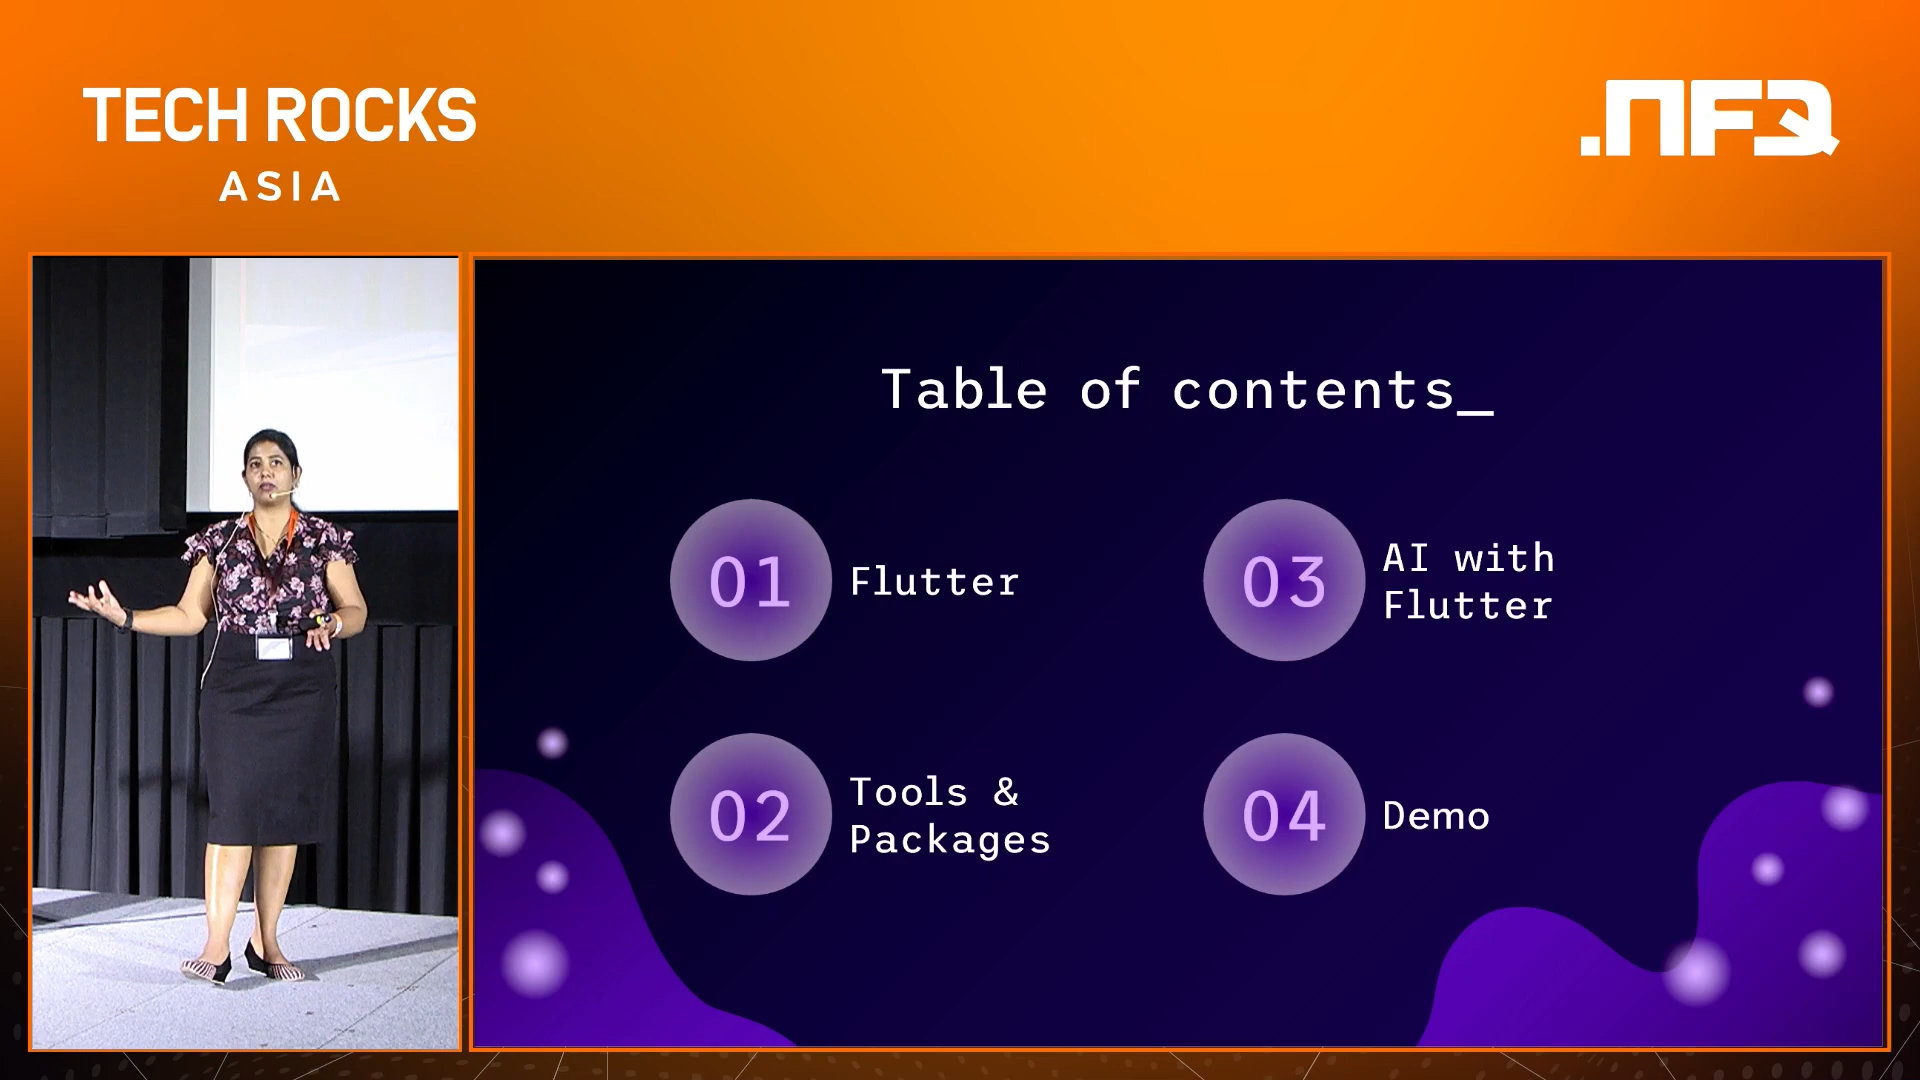 TECH ROCKS
ASIA
.NFQ
Table of contents_
01
Flutter
02
Tools &
Packages
03
AI with
Flutter
04
Demo